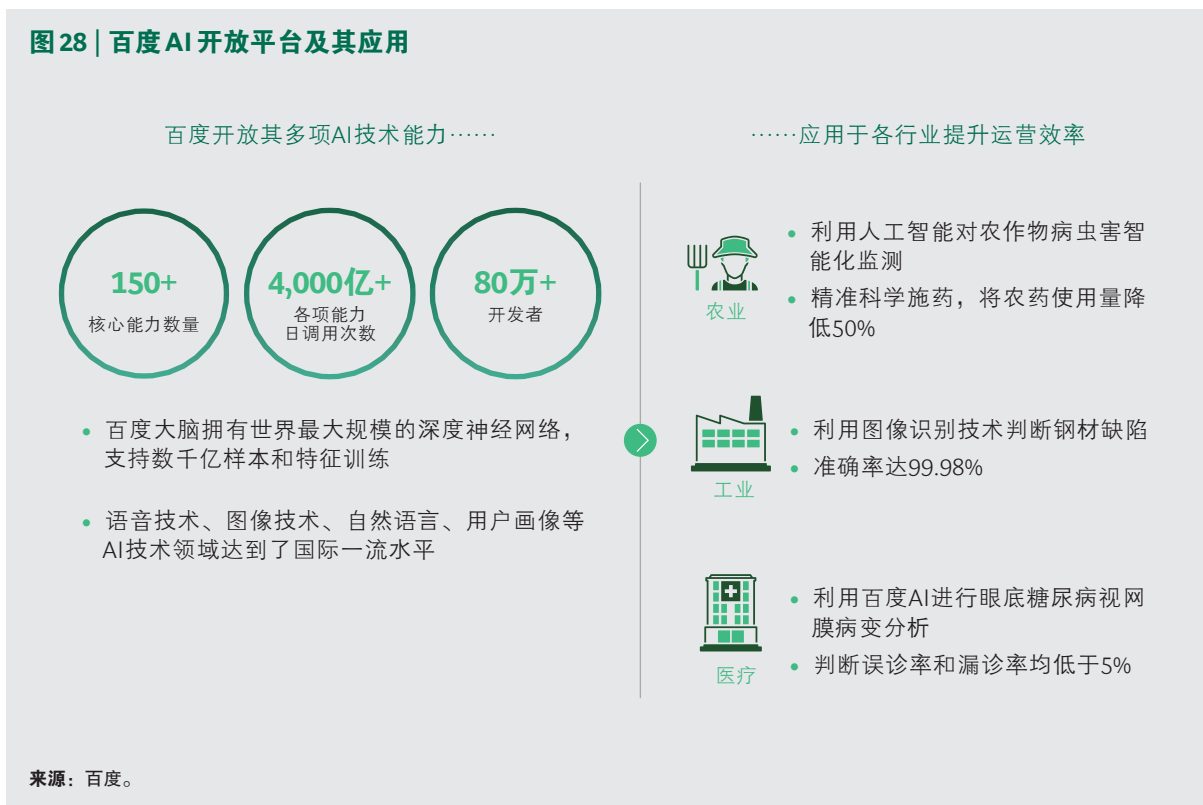 图28 | 百度AI开放平台及其应用
百度开放其多项AI技术能力……
150+
核心能力数量
4,000亿+
各项能力
日调用次数
80万+
开发者
• 百度大脑拥有世界最大规模的深度神经网络，
支持数千亿样本和特征训练
• 语音技术、图像技术、自然语言、用户画像等
AI技术领域达到了国际一流水平
……应用于各行业提升运营效率
农业
• 利用人工智能对农作物病虫害智
能化监测
• 精准科学施药，将农药使用量降
低50%
工业
• 利用图像识别技术判断钢材缺陷
• 准确率达99.98%
医疗
• 利用百度AI进行眼底糖尿病视网
膜病变分析
• 判断误诊率和漏诊率均低于5%
来源：百度。